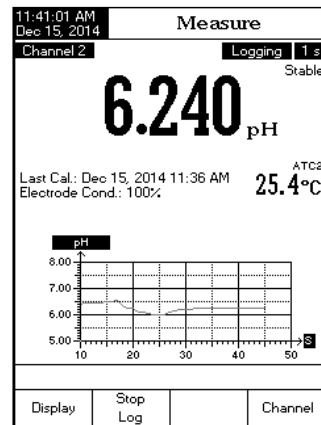 11:41:01 AM
Dec 15, 2014
Measure
Channel 2
Logging 1 s
Stable
6.240 pH
Last Cal.: Dec 15, 2014 11:36 AM
Electrode Cond.: 100%
ATC2
25.4°C
pH
8.00
7.00
6.00
5.00
10 20 30 40 50 S
Display
Stop
Log
Channel